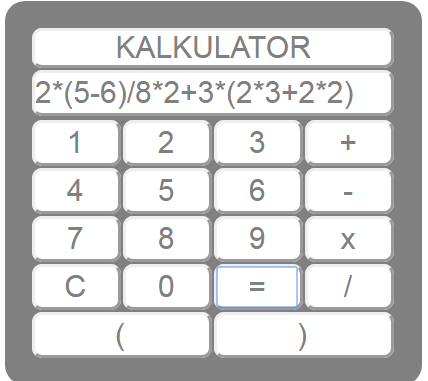 KALKULATOR
2*(5-6)/8*2+3*(2*3+2*2)
1 2 3 +
4 5 6 -
7 8 9 x
C 0 = /
( )